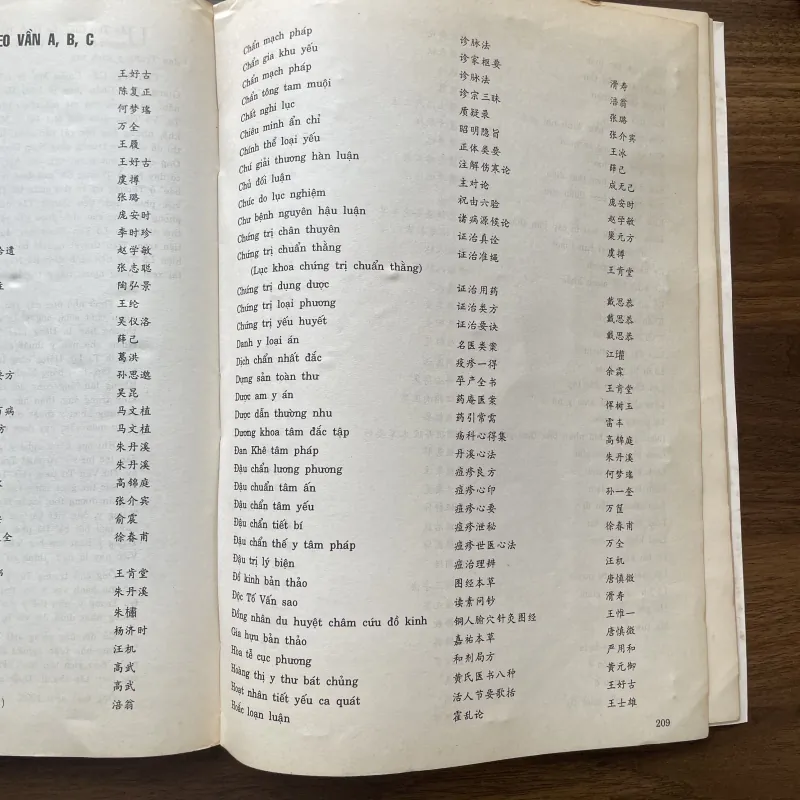 EO VẦN A, B, C
王好古
陈复正
何梦瑶
万全
王履
王好古
虞搏
张璐
庞安时
李时珍
遗 赵学敏
张志聪
陶弘景
王纶
吴仪洛
薛己
葛洪
方 孙思邈
吴昆
病 马文植
方 马文植
朱丹溪
朱丹溪
高锦庭
张介宾
俞震
全 徐春甫
王肯堂
朱丹溪
朱橚
杨济时
汪机
高武
高武
) 涪翁
Chẩn mạch pháp 诊脉法
Chẩn gia khu yếu 诊家枢要 滑寿
Chẩn mạch pháp 诊脉法 涪翁
Chẩn tông tam muội 诊宗三昧 张璐
Chất nghi lục 质疑录 张介宾
Chiêu minh ẩn chỉ 昭明隐旨 王冰
Chính thể loại yếu 正体类要 薛己
Chú giải thương hàn luận 注解伤寒论 成无己
Chủ đối luận 主对论 庞安时
Chúc do lục nghiệm 祝由六验 赵学敏
Chư bệnh nguyên hậu luận 诸病源候论 巢元方
Chứng trị chân thuyên 证治真诠 虞搏
Chứng trị chuẩn thằng 证治准绳 王肯堂
(Lục khoa chứng trị chuẩn thằng)
Chứng trị dụng dược 证治用药 戴思恭
Chứng trị loại phương 证治类方 戴思恭
Chứng trị yếu huyết 证治要诀 戴思恭
Danh y loại án 名医类案 江瓘
Dịch chẩn nhất đắc 疫疹一得 余霖
Dụng sản toàn thư 孕产全书 王肯堂
Dược am y án 药庵医案 恽树玉
Dược dẫn thường nhu 药引常需 雷丰
Dương khoa tâm đắc tập 疡科心得集 高锦庭
Đan Khê tâm pháp 丹溪心法 朱丹溪
Đậu chẩn lương phương 痘疹良方 何梦瑶
Đậu chuẩn tâm ấn 痘疹心印 孙一奎
Đậu chẩn tâm yếu 痘疹心要 万筐
Đậu chẩn tiết bí 痘疹泄秘 徐春甫
Đậu chẩn thế y tâm pháp 痘疹世医心法 万全
Đậu trị lý biện 痘治理辨 汪机
Đồ kinh bản thảo 图经本草 唐慎微
Độc Tố Vấn sao 读素问钞 滑寿
Đồng nhân du huyệt châm cứu đồ kinh 铜人腧穴针灸图经 王惟一
Gia hựu bản thảo 嘉祐本草 唐慎微
Hòa tễ cục phương 和剂局方 严用和
Hoàng thị y thư bát chủng 黄氏医书八种 黄元御
Hoạt nhân tiết yếu ca quát 活人节要歌括 王好古
Hoắc loạn luận 霍乱论 王士雄
209